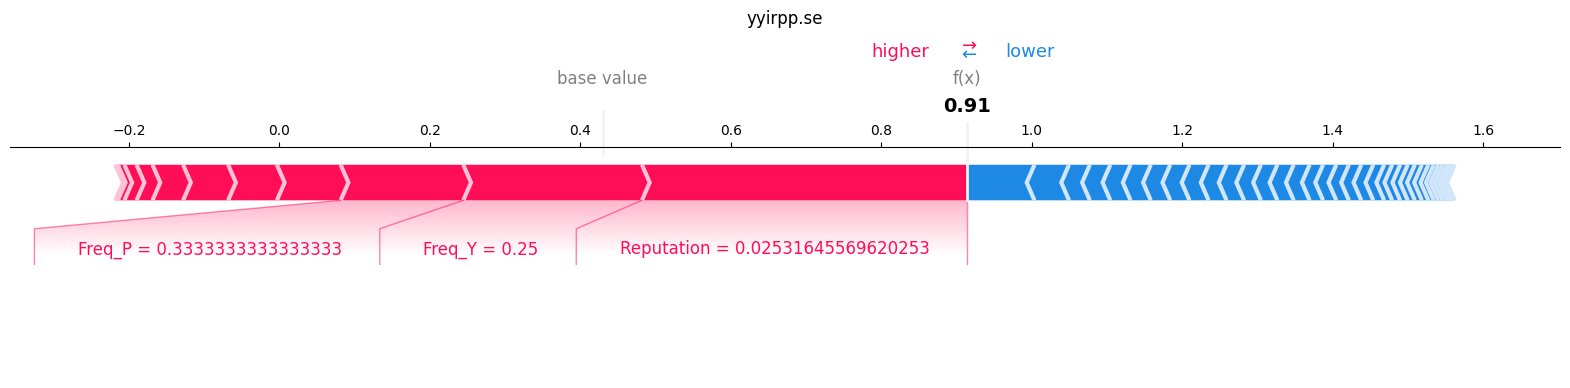 yyirpp.se
higher ⇄ lower
base value f(x)
0.91
−0.2 0.0 0.2 0.4 0.6 0.8 1.0 1.2 1.4 1.6
Freq_P = 0.3333333333333333 Freq_Y = 0.25 Reputation = 0.02531645569620253